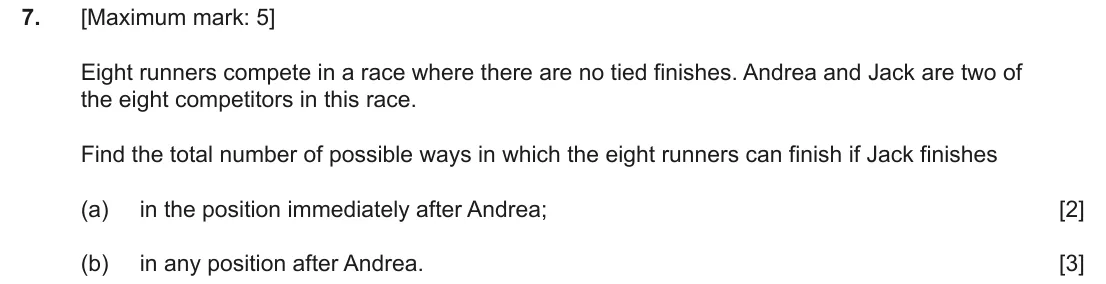 7. [Maximum mark: 5]
Eight runners compete in a race where there are no tied finishes. Andrea and Jack are two of
the eight competitors in this race.
Find the total number of possible ways in which the eight runners can finish if Jack finishes
(a) in the position immediately after Andrea; [2]
(b) in any position after Andrea. [3]